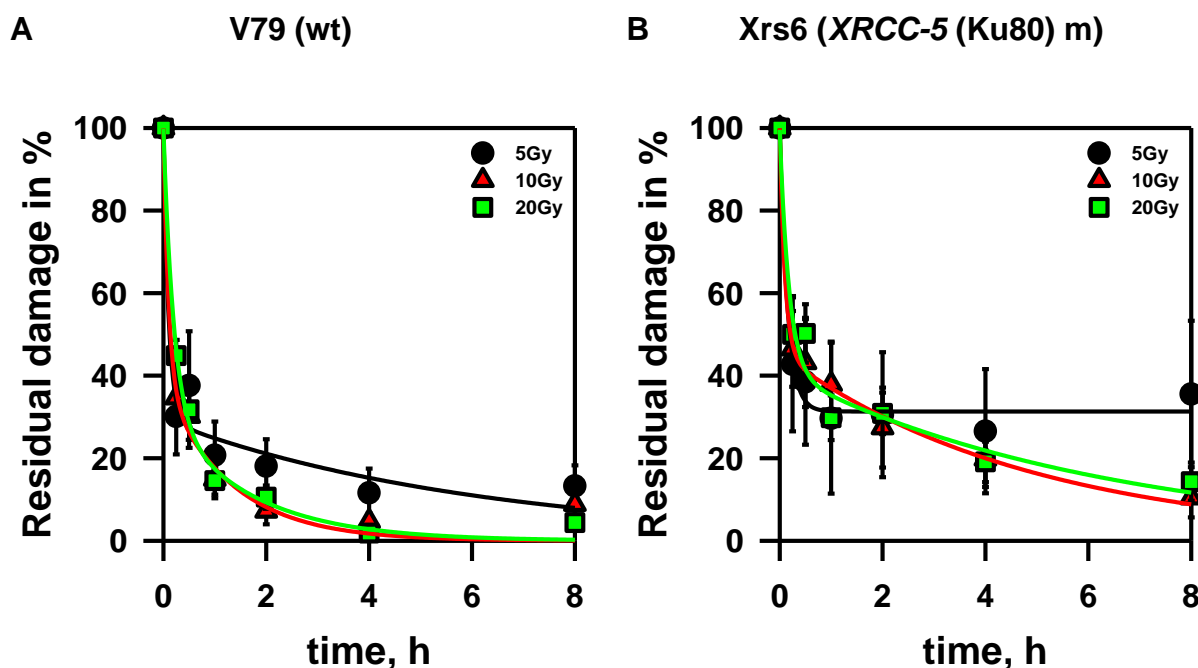 A
V79 (wt)
Residual damage in %
100
80
60
40
20
0
5Gy
10Gy
20Gy
0
2
4
6
8
time, h
B
Xrs6 (XRCC-5 (Ku80) m)
Residual damage in %
100
80
60
40
20
0
5Gy
10Gy
20Gy
0
2
4
6
8
time, h